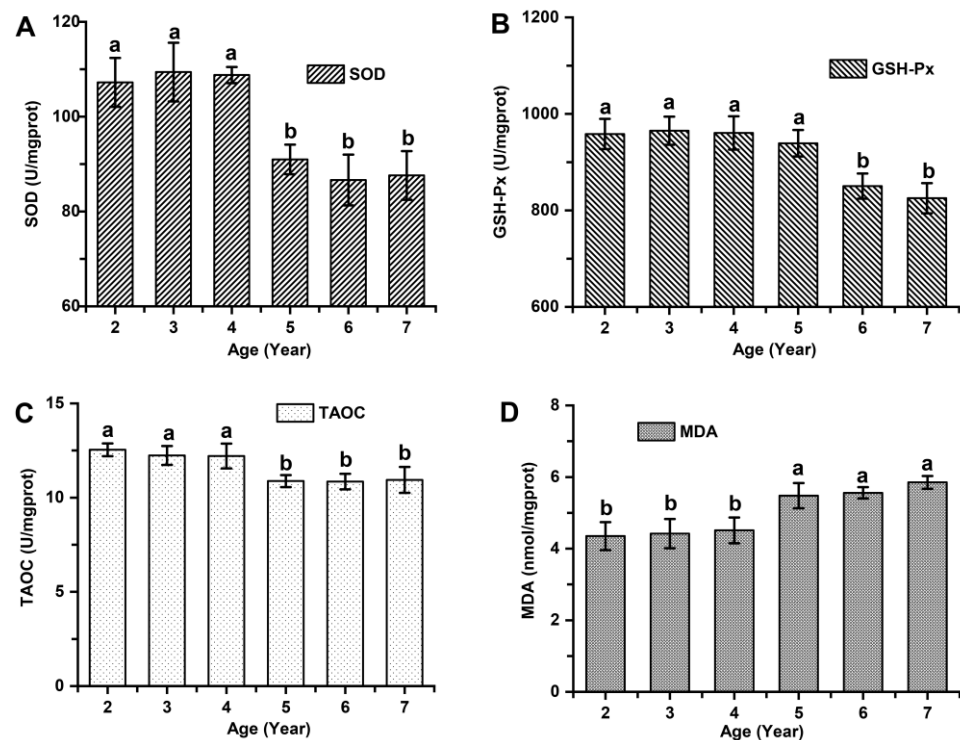 A
SOD (U/mgprot)
120
100
80
60
a a a b b b
SOD
2 3 4 5 6 7
Age (Year)
B
GSH-Px (U/mgprot)
1200
1000
800
600
a a a a b b
GSH-Px
2 3 4 5 6 7
Age (Year)
C
TAOC (U/mgprot)
15
10
5
0
a a a b b b
TAOC
2 3 4 5 6 7
Age (Year)
D
MDA (nmol/mgprot)
8
6
4
2
0
b b b a a a
MDA
2 3 4 5 6 7
Age (Year)